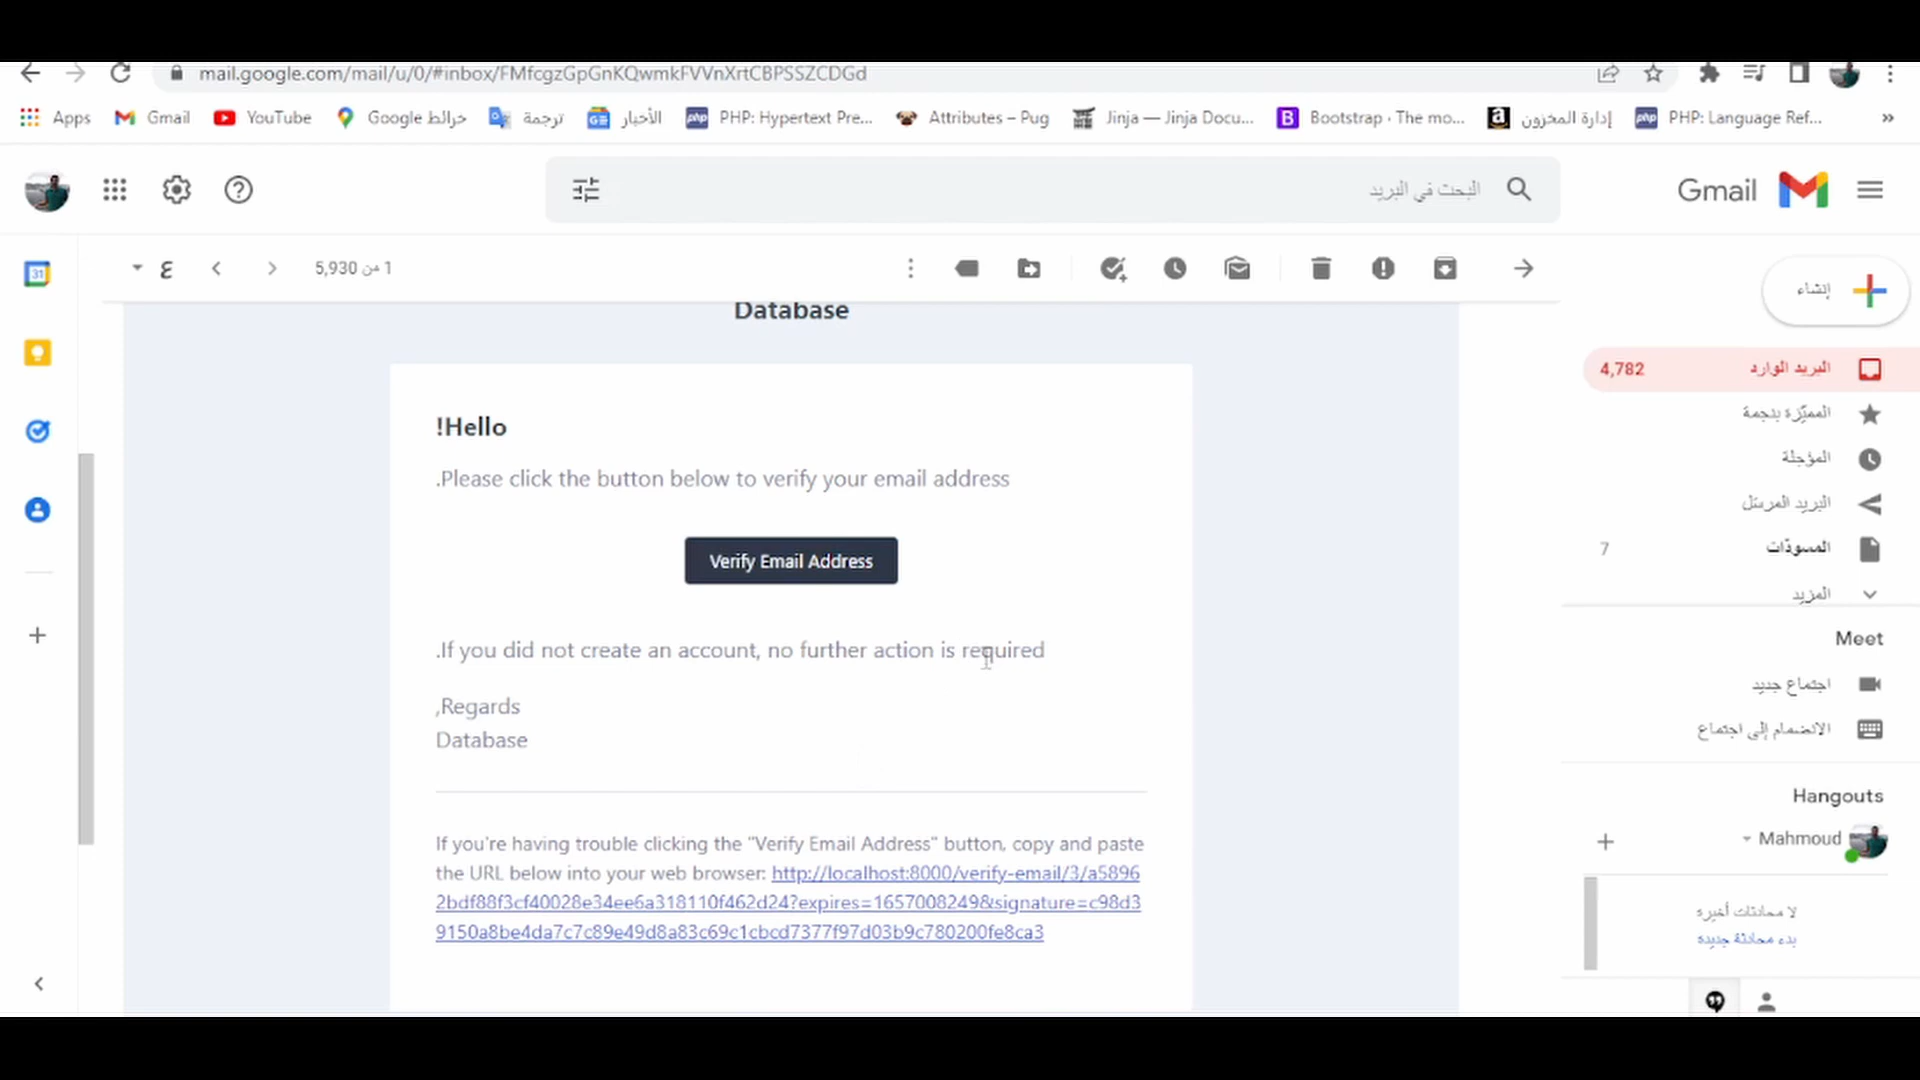 mail.google.com/mail/u/0/#inbox/FMfcgzGpGnKQwmkFVVnXrtCBPSSZCDGd
Apps Gmail YouTube خرائط Google ترجمة الأخبار PHP: Hypertext Pre... Attributes – Pug Jinja — Jinja Docu... Bootstrap · The mo... إدارة المخزون PHP: Language Ref... »
البحث في البريد
Gmail
ع
1 من 5,930
إنشاء
البريد الوارد 4,782
المميّزة بنجمة
المؤجلة
البريد المرسل
المسودّات 7
المزيد
Meet
اجتماع جديد
الانضمام إلى اجتماع
Hangouts
Mahmoud
لا محادثات أخيرة
بدء محادثة جديدة
Database
!Hello
.Please click the button below to verify your email address
Verify Email Address
.If you did not create an account, no further action is required
,Regards
Database
If you're having trouble clicking the "Verify Email Address" button, copy and paste
the URL below into your web browser: http://localhost:8000/verify-email/3/a5896
2bdf88f3cf40028e34ee6a318110f462d24?expires=1657008249&signature=c98d3
9150a8be4da7c7c89e49d8a83c69c1cbcd7377f97d03b9c780200fe8ca3
31